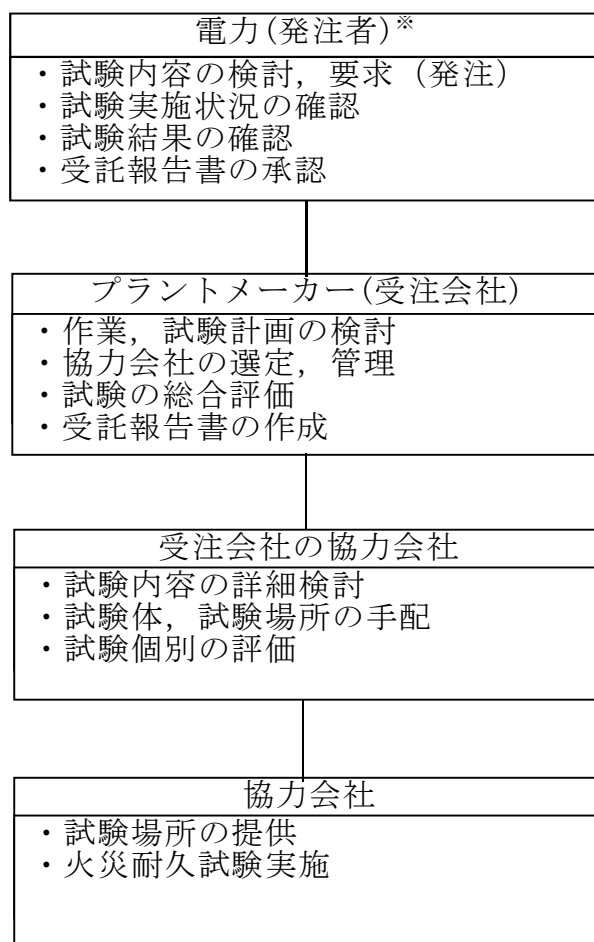 電力(発注者)※
・試験内容の検討，要求（発注）
・試験実施状況の確認
・試験結果の確認
・受託報告書の承認
プラントメーカー(受注会社)
・作業，試験計画の検討
・協力会社の選定，管理
・試験の総合評価
・受託報告書の作成
受注会社の協力会社
・試験内容の詳細検討
・試験体，試験場所の手配
・試験個別の評価
協力会社
・試験場所の提供
・火災耐久試験実施